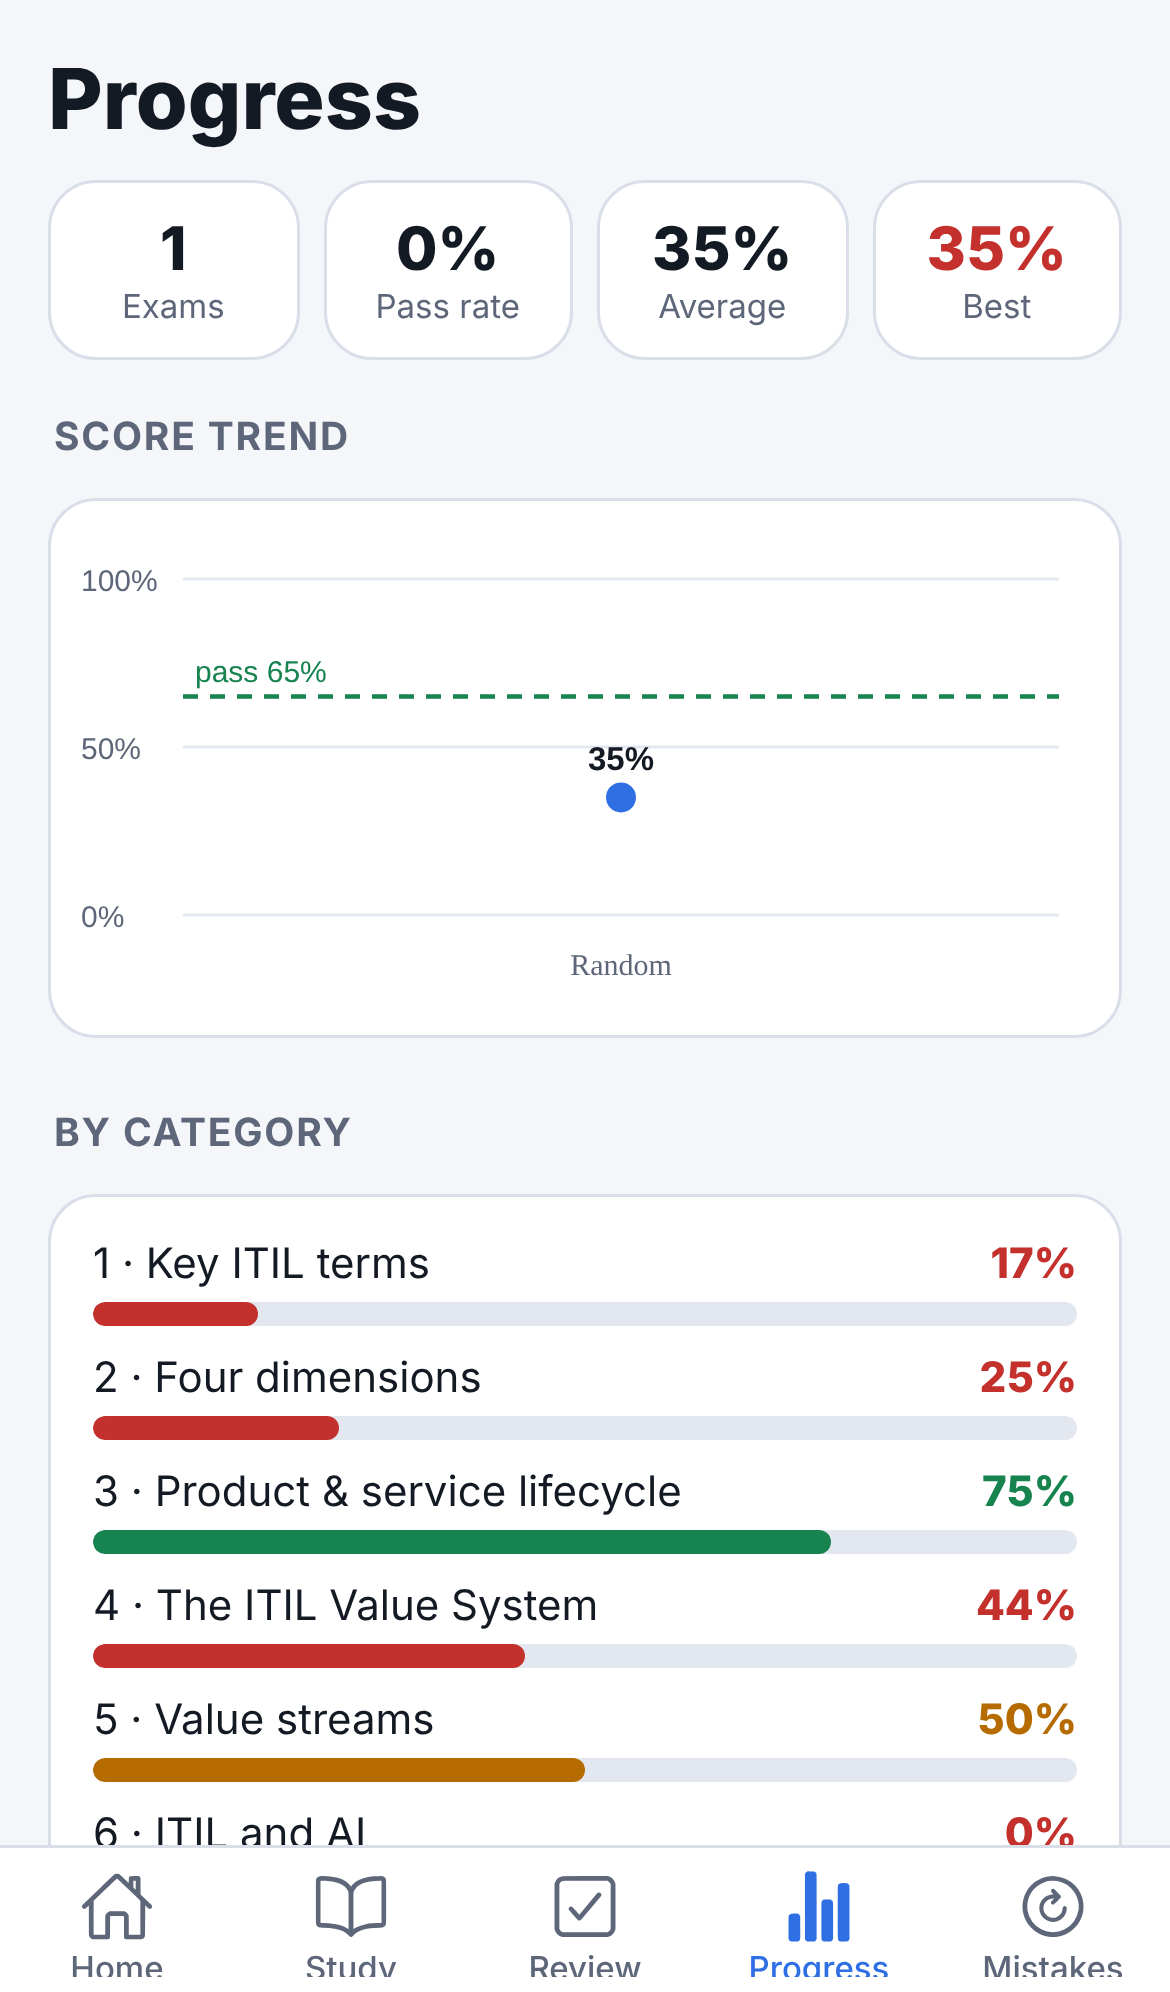 Progress
1
Exams
0%
Pass rate
35%
Average
35%
Best
SCORE TREND
100%
pass 65%
50%
35%
0%
Random
BY CATEGORY
1 · Key ITIL terms 17%
2 · Four dimensions 25%
3 · Product & service lifecycle 75%
4 · The ITIL Value System 44%
5 · Value streams 50%
6 · ITIL and AI 0%
Home Study Review Progress Mistakes